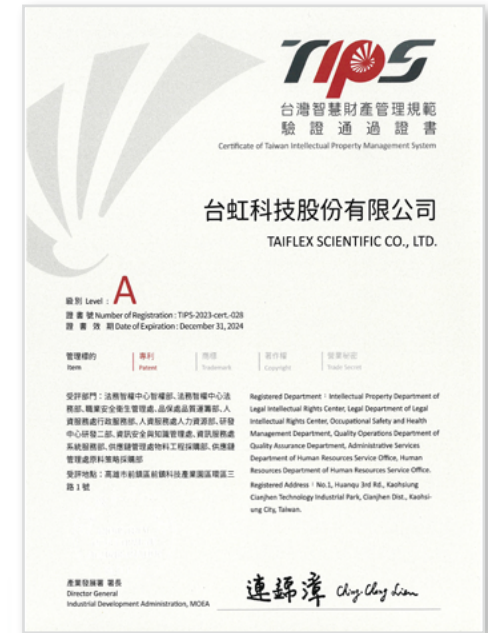 TIPS
台灣智慧財產管理規範
驗證通過證書
Certificate of Taiwan Intellectual Property Management System
台虹科技股份有限公司
TAIFLEX SCIENTIFIC CO., LTD.
級別 Level : A
證書號 Number of Registration : TIPS-2023-cert.-028
證書效期 Date of Expiration : December 31, 2024
管理標的 專利 商標 著作權 營業秘密
Item Patent Trademark Copyright Trade Secret
受評部門：法務智權中心智權部、法務智權中心法
務部、職業安全衛生管理處、品保處品質運籌部、人
資服務處行政服務部、人資服務處人力資源部、研發
中心研發二部、資訊安全與知識管理處、資訊服務處
系統服務部、供應鏈管理處物料工程採購部、供應鏈
管理處原料策略採購部
受評地點：高雄市前鎮區前鎮科技產業園區環區三
路 1 號
Registered Department：Intellectual Property Department of
Legal Intellectual Rights Center, Legal Department of Legal
Intellectual Rights Center, Occupational Safety and Health
Management Department, Quality Operations Department of
Quality Assurance Department, Administrative Services
Department of Human Resources Service Office, Human
Resources Department of Human Resources Service Office.
Registered Address：No.1, Huanqu 3rd Rd., Kaohsiung
Cianjhen Technology Industrial Park, Cianjhen Dist., Kaohsi-
ung City, Taiwan.
產業發展署 署長
Director General
Industrial Development Administration, MOEA
連錦漳 Ching-Chang Lien